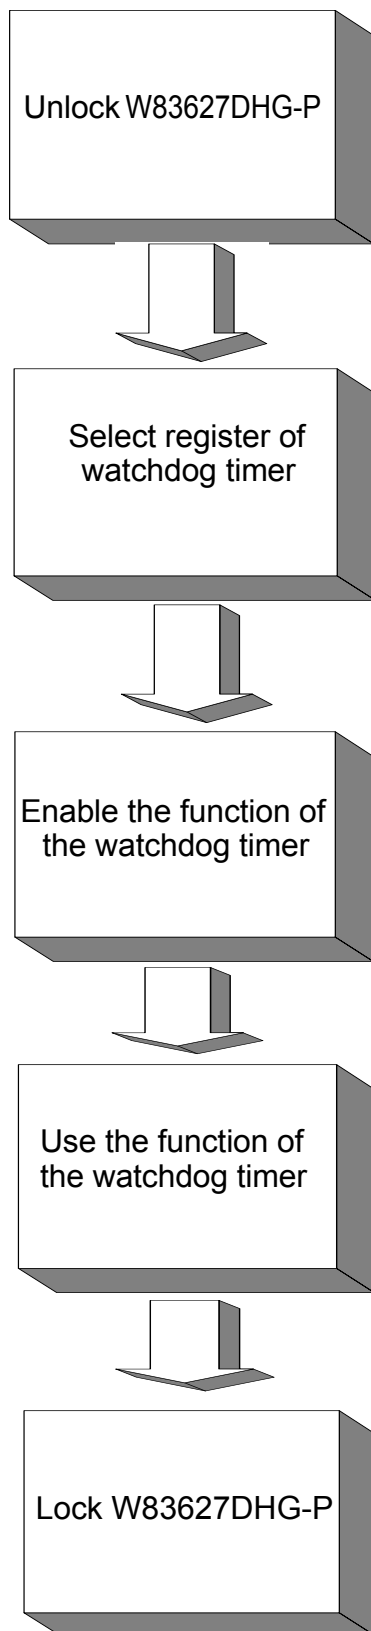 Unlock W83627DHG-P
Select register of
watchdog timer
Enable the function of
the watchdog timer
Use the function of
the watchdog timer
Lock W83627DHG-P